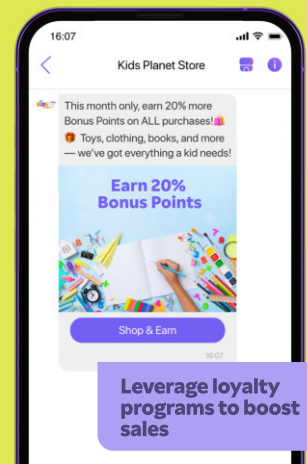 16:07
Kids Planet Store
This month only, earn 20% more
Bonus Points on ALL purchases!🛍️
🎁 Toys, clothing, books, and more
— we've got everything a kid needs!
Earn 20%
Bonus Points
Shop & Earn
16:07
Leverage loyalty
programs to boost
sales